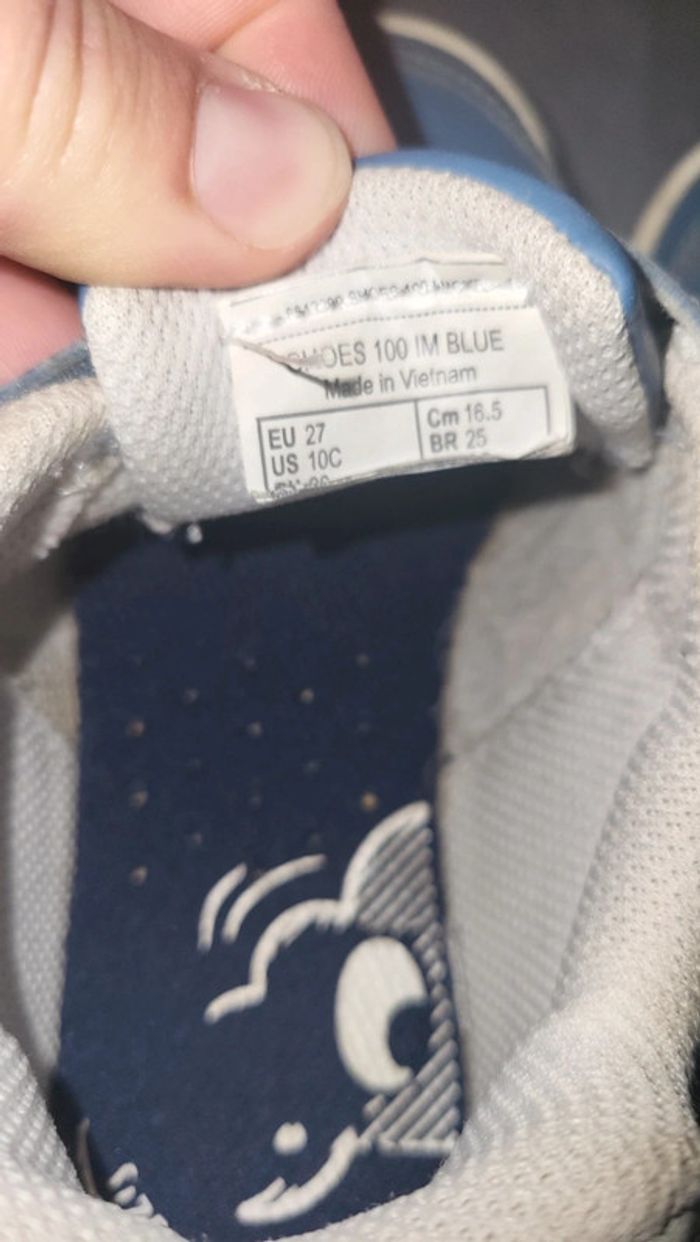 SHOES 100 IM BLUE
Made in Vietnam
EU 27
US 10C
Cm 16.5
BR 25